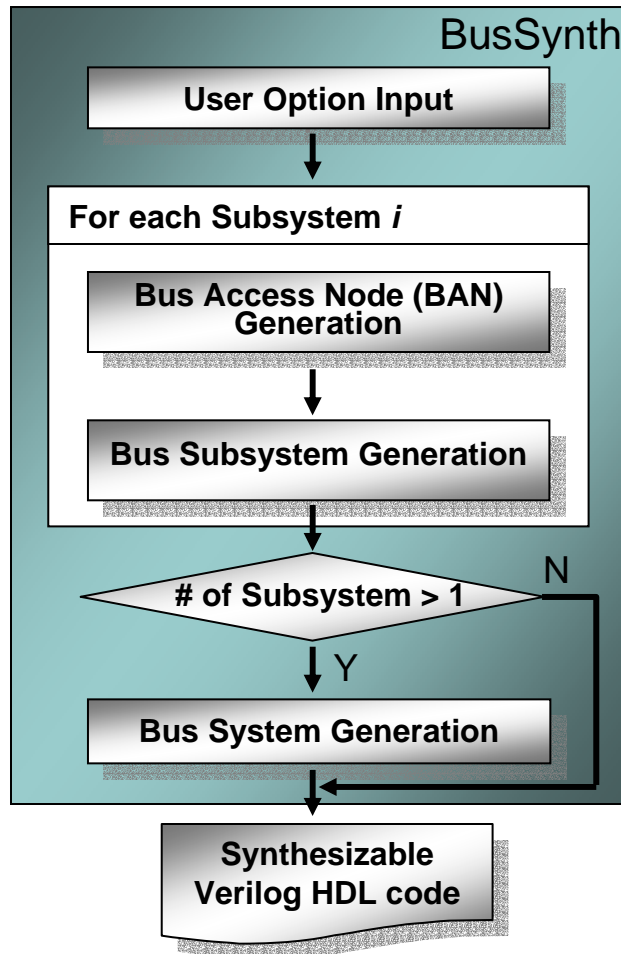 BusSynth
User Option Input
For each Subsystem i
Bus Access Node (BAN)
Generation
Bus Subsystem Generation
# of Subsystem > 1
N
Y
Bus System Generation
Synthesizable
Verilog HDL code